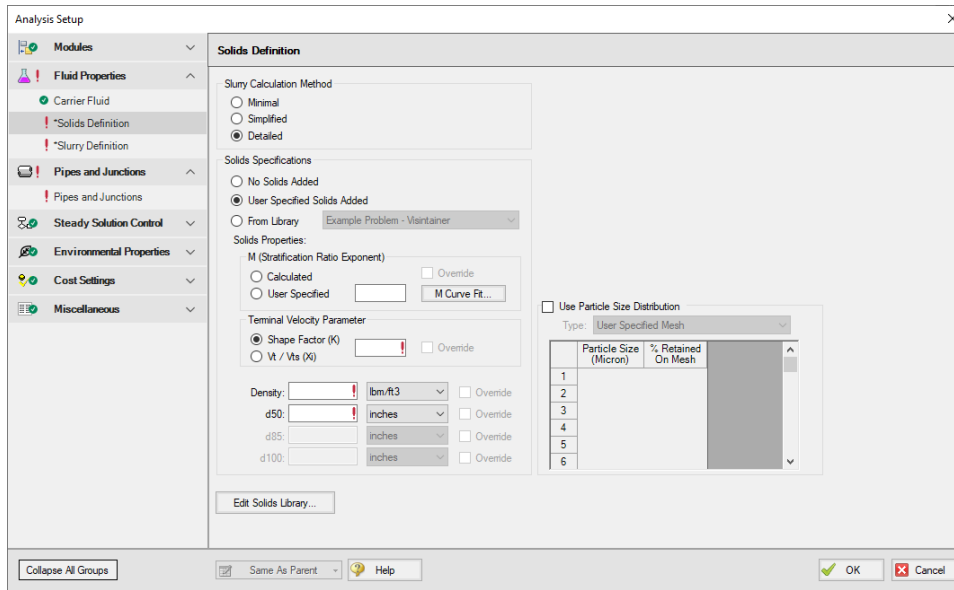 Analysis Setup
Modules
Fluid Properties
Carrier Fluid
*Solids Definition
*Slurry Definition
Pipes and Junctions
Pipes and Junctions
Steady Solution Control
Environmental Properties
Cost Settings
Miscellaneous
Solids Definition
Slurry Calculation Method
Minimal
Simplified
Detailed
Solids Specifications
No Solids Added
User Specified Solids Added
From Library Example Problem - Visintainer
Solids Properties:
M (Stratification Ratio Exponent)
Calculated Override
User Specified M Curve Fit...
Terminal Velocity Parameter
Shape Factor (K) Override
Vt / Vts (Xi)
Density: lbm/ft3 Override
d50: inches Override
d85: inches Override
d100: inches Override
Use Particle Size Distribution
Type: User Specified Mesh
Particle Size (Micron) % Retained On Mesh
1
2
3
4
5
6
Edit Solids Library...
Collapse All Groups Same As Parent Help OK Cancel